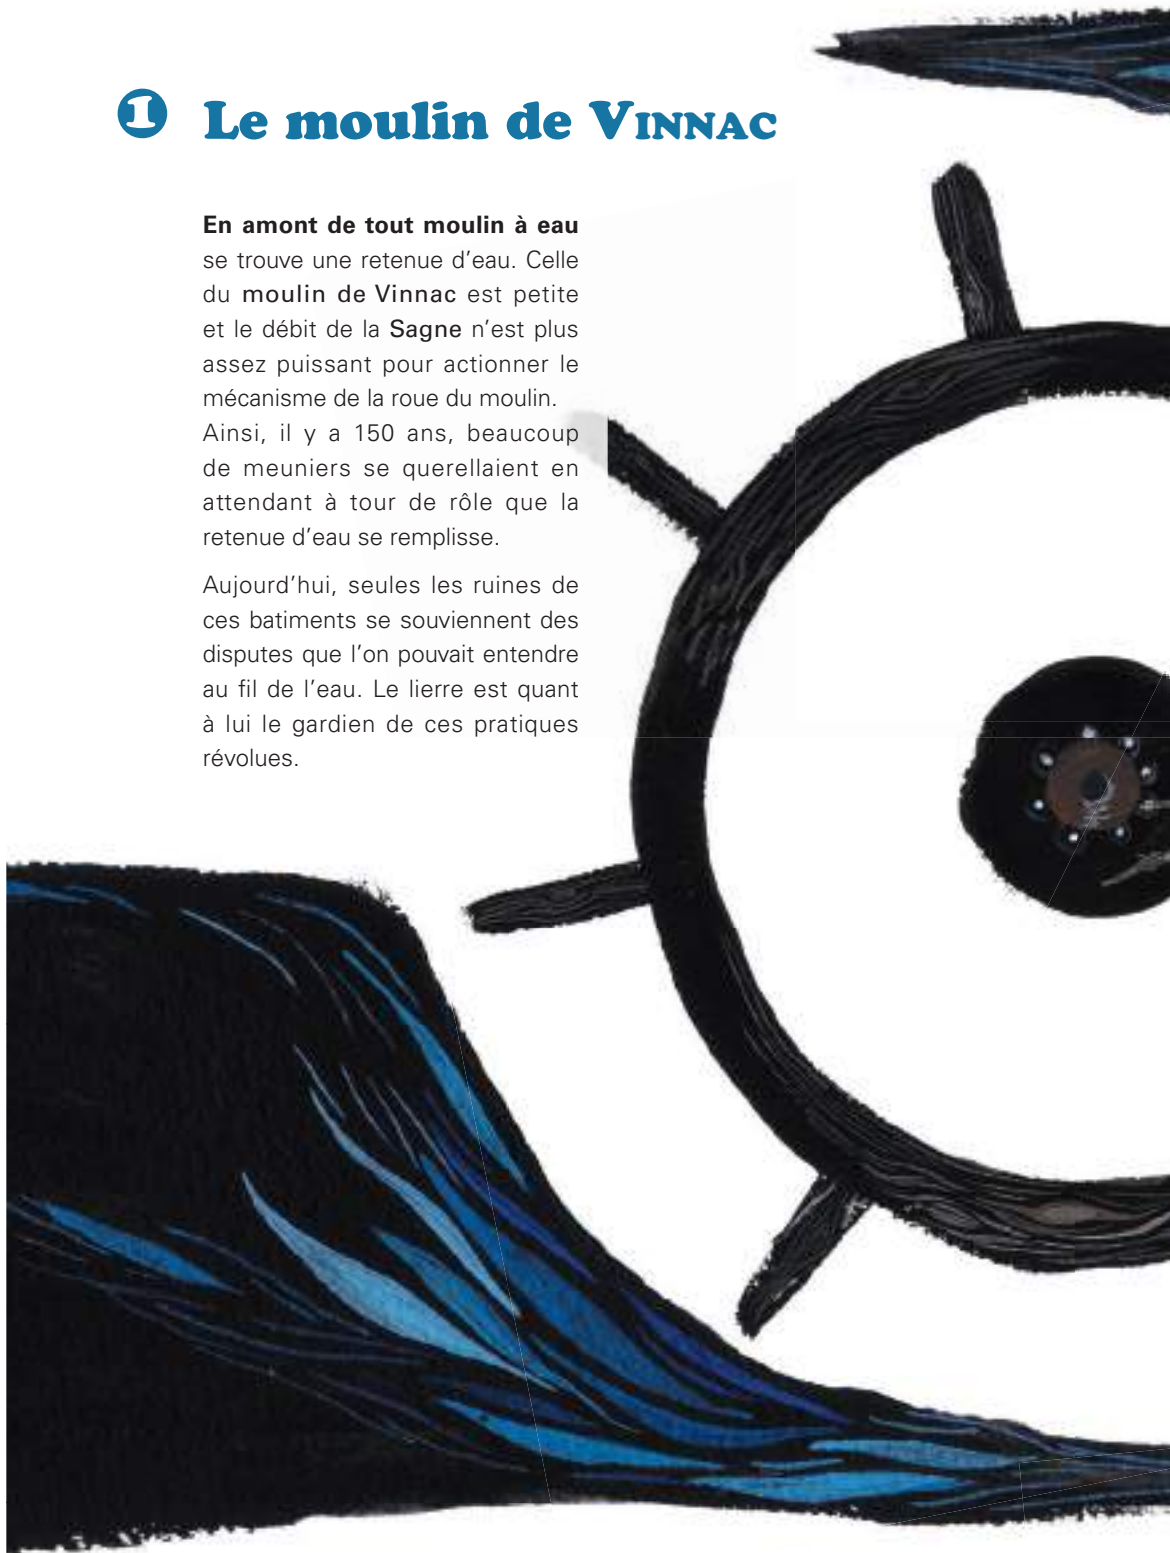 1 Le moulin de VINNAC
En amont de tout moulin à eau
se trouve une retenue d’eau. Celle
du moulin de Vinnac est petite
et le débit de la Sagne n’est plus
assez puissant pour actionner le
mécanisme de la roue du moulin.
Ainsi, il y a 150 ans, beaucoup
de meuniers se querellaient en
attendant à tour de rôle que la
retenue d’eau se remplisse.
Aujourd’hui, seules les ruines de
ces batiments se souviennent des
disputes que l’on pouvait entendre
au fil de l’eau. Le lierre est quant
à lui le gardien de ces pratiques
révolues.